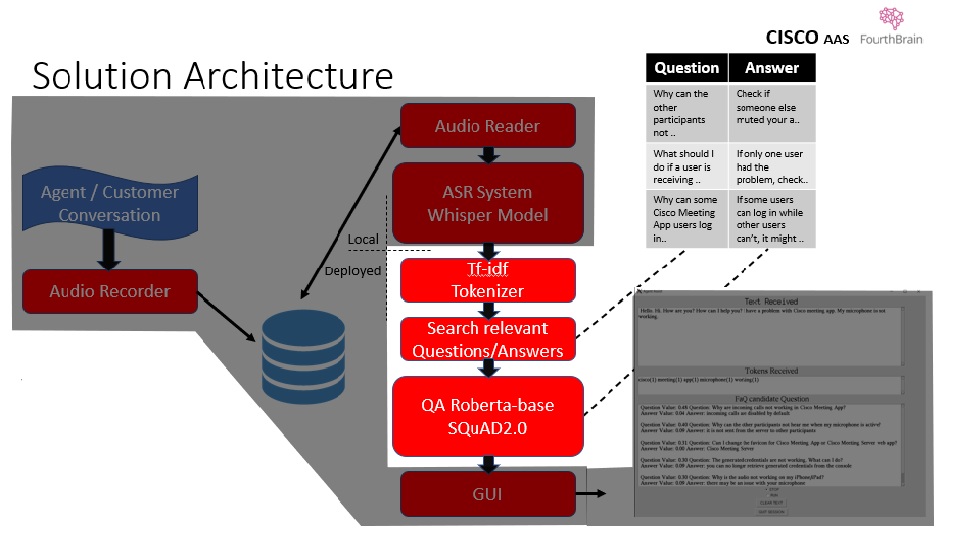 CISCO AAS
FourthBrain
Solution Architecture
Question Answer
Why can the
other
participants
not ..
Check if
someone else
muted your a..
What should I
do if a user is
receiving ..
If only one user
had the
problem, check..
Why can some
Cisco Meeting
App users log
in..
If some users
can log in while
other users
can't, it might ..
Agent / Customer
Conversation
Audio Recorder
Audio Reader
ASR System
Whisper Model
Local
Deployed
Tf-idf
Tokenizer
Search relevant
Questions/Answers
QA Roberta-base
SQuAD2.0
GUI
Text Received
Hello. Hi. How are you? How can I help you? I have a problem with Cisco meeting app. My microphone is not
working.
Tokens Received
cisco(1) meeting(1) app(1) microphone(1) working(1)
FaQ candidate Question
Question Value: 0.48 Question: Why are incoming calls not working in Cisco Meeting App?
Answer Value: 0.04 Answer: incoming calls are disabled by default
Question Value: 0.40 Question: Why can the other participants not hear me when my microphone is active?
Answer Value: 0.09 Answer: it is not sent from the server to other participants
Question Value: 0.31 Question: Can I change the favicon for Cisco Meeting App or Cisco Meeting Server web app?
Answer Value: 0.00 Answer: Cisco Meeting Server
Question Value: 0.30 Question: The generated credentials are not working. What can I do?
Answer Value: 0.09 Answer: you can no longer retrieve generated credentials from the console
Question Value: 0.30 Question: Why is the audio not working on my iPhone/iPad?
Answer Value: 0.09 Answer: there may be an issue with your microphone
STOP
RUN
CLEAR TEXT
QUIT SESSION